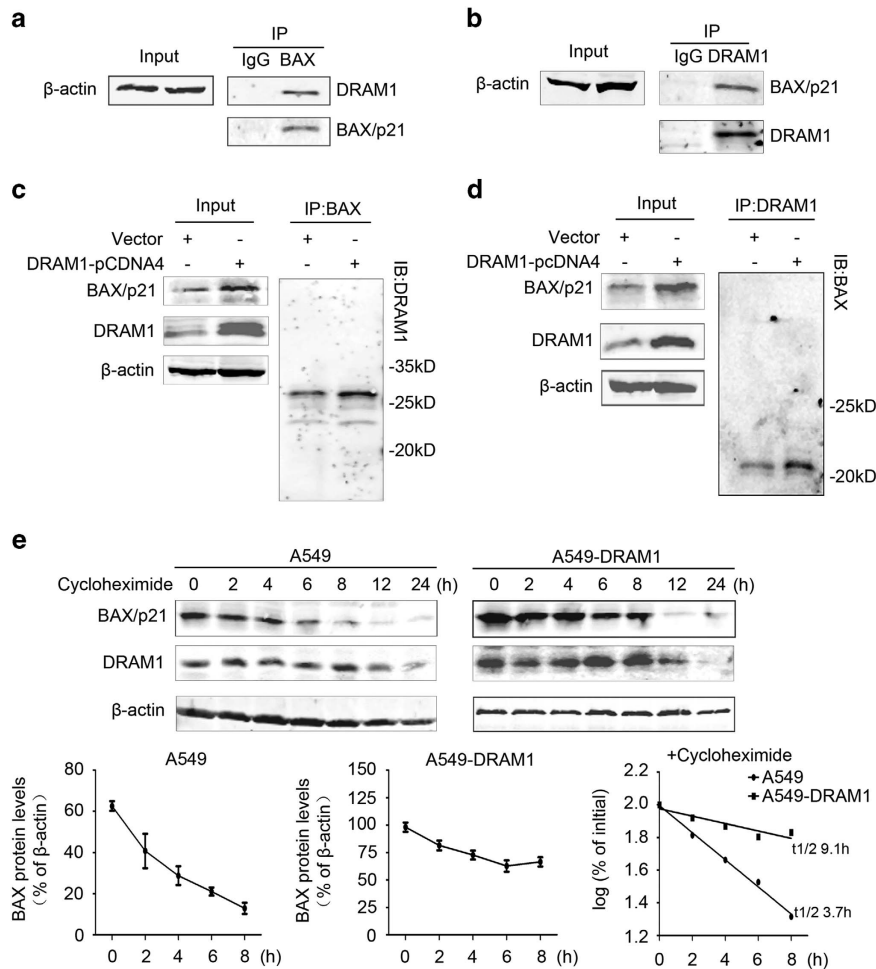 a
b
IP
Input
IgG BAX
β-actin
DRAM1
BAX/p21
IP
Input
IgG DRAM1
β-actin
BAX/p21
DRAM1
c
d
Input
IP:BAX
Vector + - + -
DRAM1-pCDNA4 - + - +
BAX/p21
DRAM1
β-actin
IB:DRAM1
-35kD
-25kD
-20kD
Input
IP:DRAM1
Vector + - + -
DRAM1-pcDNA4 - + - +
BAX/p21
DRAM1
β-actin
IB:BAX
-25kD
-20kD
e
A549
A549-DRAM1
Cycloheximide 0 2 4 6 8 12 24 (h)
0 2 4 6 8 12 24 (h)
BAX/p21
DRAM1
β-actin
A549
BAX protein levels
(% of β-actin)
80
60
40
20
0
0 2 4 6 8 (h)
A549-DRAM1
BAX protein levels
(% of β-actin)
150
125
100
75
50
25
0
0 2 4 6 8 (h)
+Cycloheximide
A549
A549-DRAM1
log (% of initial)
2.2
2.0
1.8
1.6
1.4
1.2
t1/2 9.1h
t1/2 3.7h
0 2 4 6 8 (h)